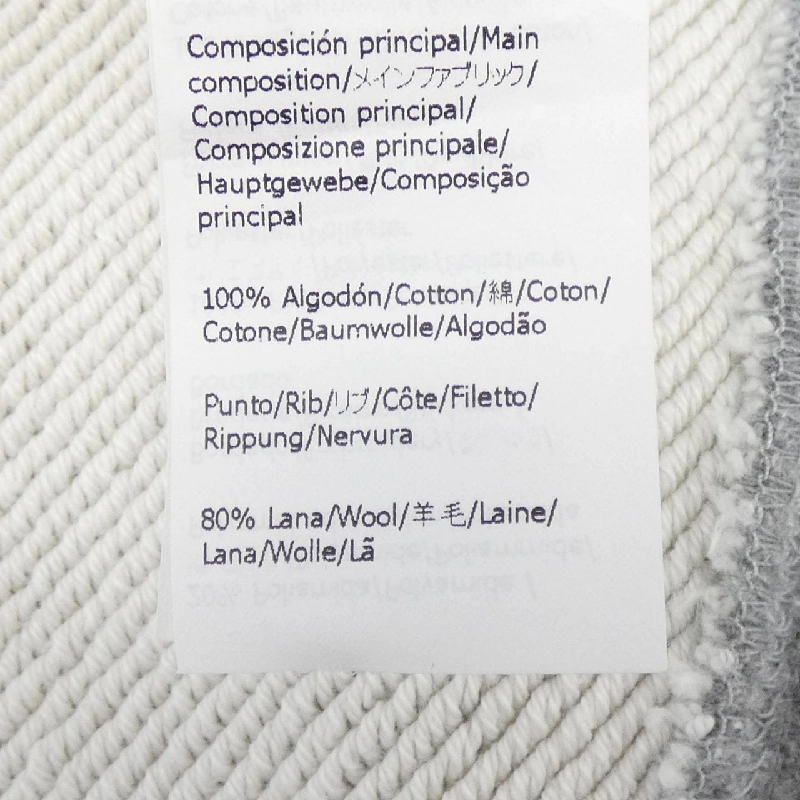 Composición principal/Main
composition/メインファブリック/
Composition principal/
Composizione principale/
Hauptgewebe/Composição
principal
100% Algodón/Cotton/綿/Coton/
Cotone/Baumwolle/Algodão
Punto/Rib/リブ/Côte/Filetto/
Rippung/Nervura
80% Lana/Wool/羊毛/Laine/
Lana/Wolle/Lã